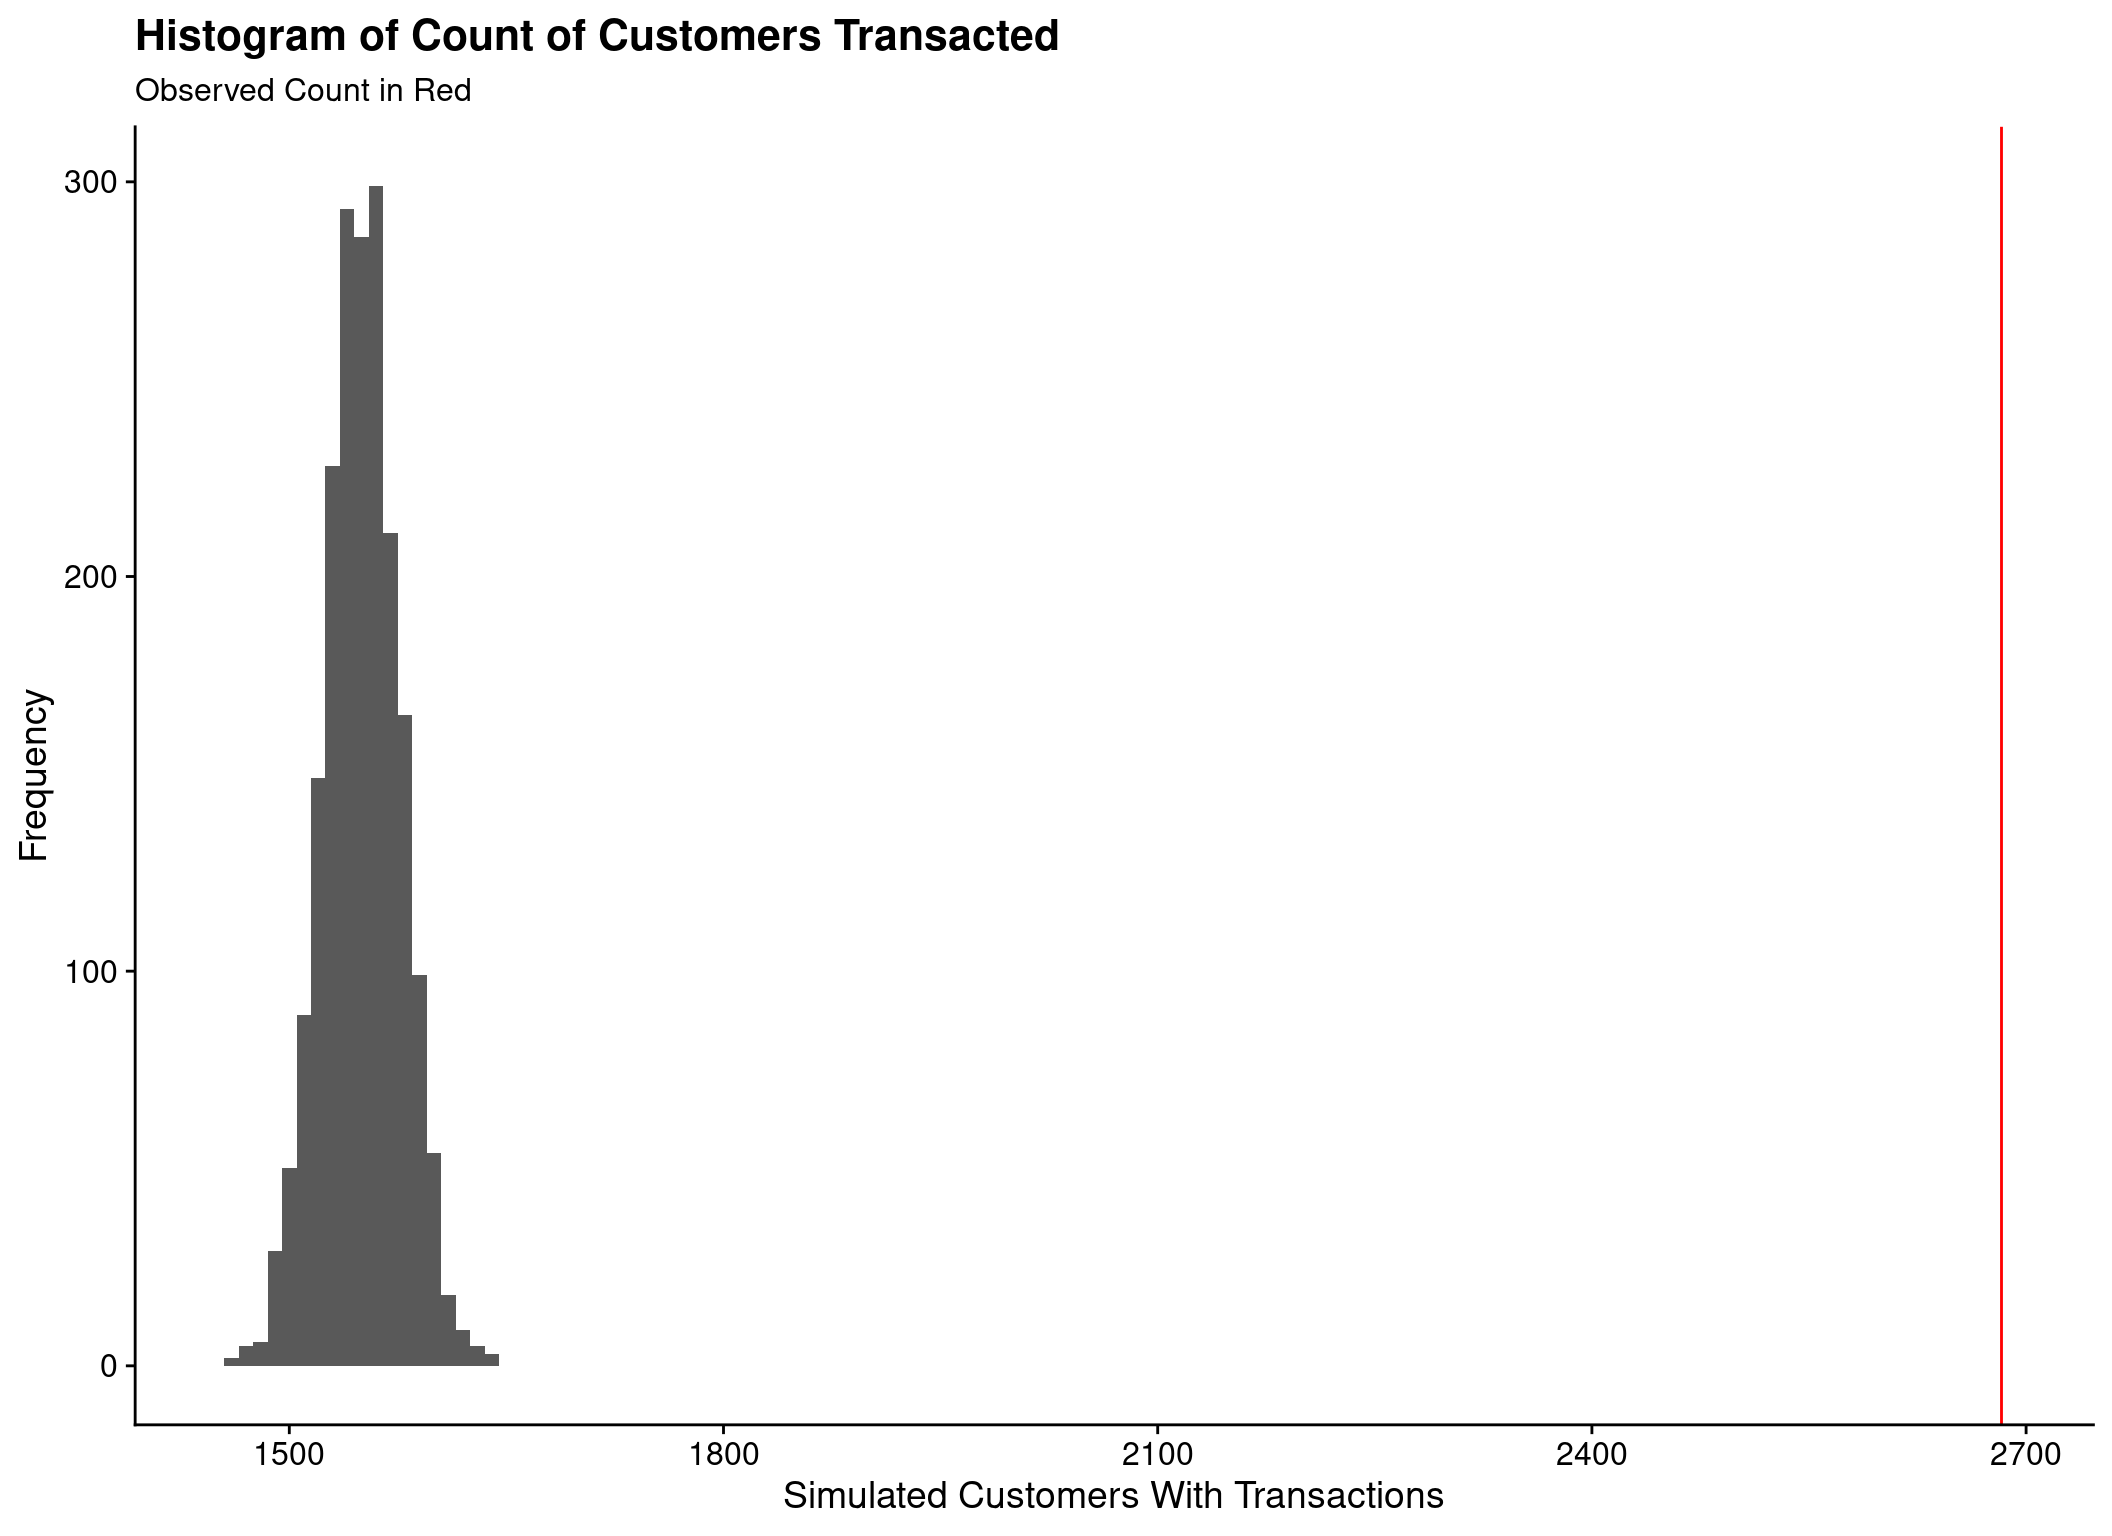 Histogram of Count of Customers Transacted
Observed Count in Red
300
200
100
0
Frequency
1500 1800 2100 2400 2700
Simulated Customers With Transactions